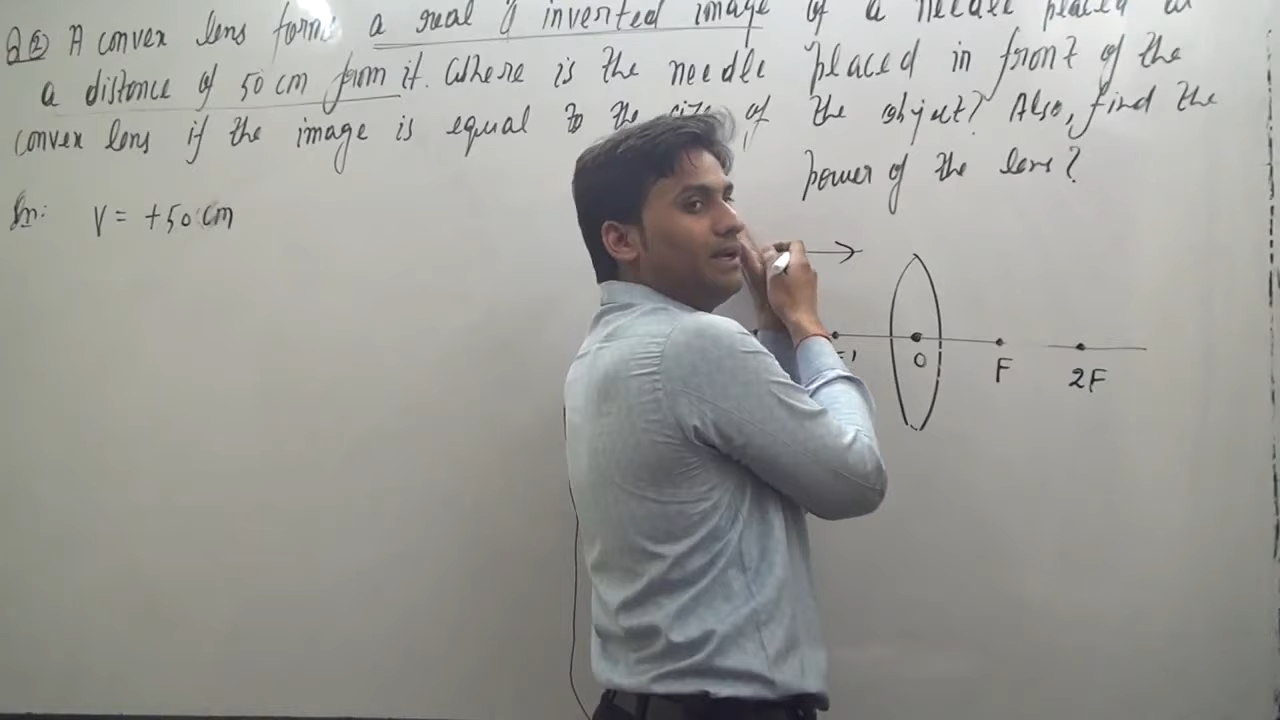 Q② A convex lens forms a real & inverted image of a needle placed at
a distance of 50 cm from it. Where is the needle placed in front of the
convex lens if the image is equal to the size of the object? Also, find the
power of the lens?
Sn: V = +50 cm
O F 2F